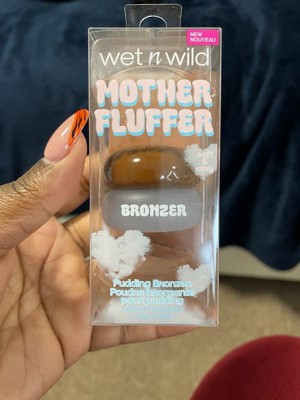 NEW
NOUVEAU
wet n wild
MOTHER
FLUFFER
BRONZER
Pudding Bronzer
Poudre bronzante
pour pudding